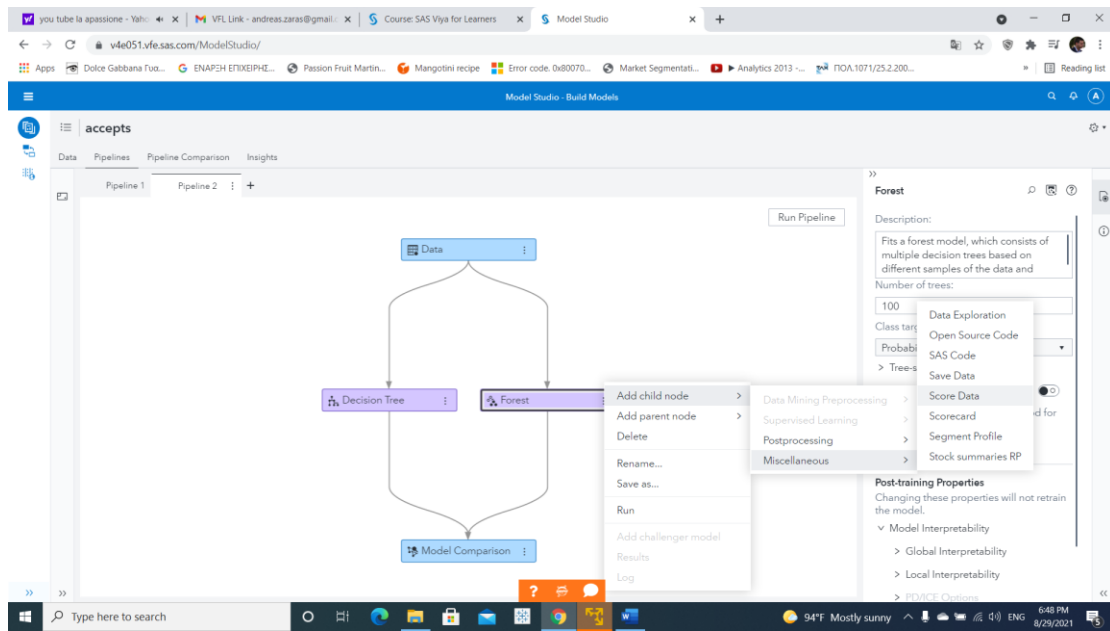 you tube la apassione - Yaho
VFL Link - andreas.zaras@gmail.c
Course: SAS Viya for Learners
Model Studio
v4e051.vfe.sas.com/ModelStudio/
Apps
Dolce Gabbana Γυα...
ΕΝΑΡΞΗ ΕΠΙΧΕΙΡΗΣ...
Passion Fruit Martin...
Mangotini recipe
Error code. 0x80070...
Market Segmentati...
Analytics 2013 -...
ΠΟΛ.1071/25.2.200...
Reading list
Model Studio - Build Models
A
accepts
Data
Pipelines
Pipeline Comparison
Insights
Pipeline 1
Pipeline 2
Run Pipeline
Data
Decision Tree
Forest
Model Comparison
Add child node
Add parent node
Delete
Rename...
Save as...
Run
Add challenger model
Results
Log
Data Mining Preprocessing
Supervised Learning
Postprocessing
Miscellaneous
Data Exploration
Open Source Code
SAS Code
Save Data
Score Data
Scorecard
Segment Profile
Stock summaries RP
Forest
Description:
Fits a forest model, which consists of
multiple decision trees based on
different samples of the data and
Number of trees:
100
Class targ
Probabi
Tree-s
d for
Post-training Properties
Changing these properties will not retrain
the model.
Model Interpretability
Global Interpretability
Local Interpretability
PD/ICE Options
Type here to search
94°F Mostly sunny
ENG
6:48 PM
8/29/2021